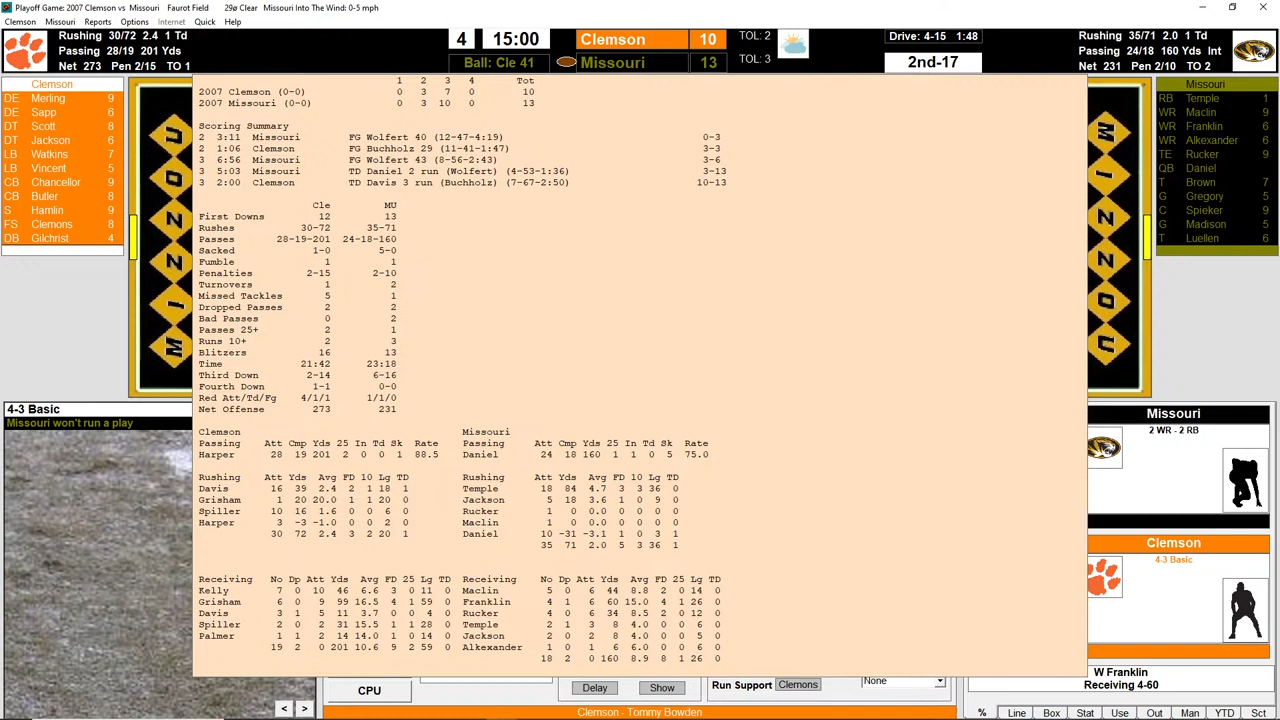 Playoff Game: 2007 Clemson vs Missouri Faurot Field 29ø Clear Missouri Into The Wind: 0-5 mph
Clemson Missouri Reports Options Internet Quick Help
Rushing 30/72 2.4 1 Td
Passing 28/19 201 Yds
Net 273 Pen 2/15 TO 1
4 15:00 Clemson 10
Ball: Cle 41 Missouri 13
TOL: 2
TOL: 3
Drive: 4-15 1:48
2nd-17
Rushing 35/71 2.0 1 Td
Passing 24/18 160 Yds Int
Net 231 Pen 2/10 TO 2
Clemson
DE Merling 9
DE Sapp 6
DT Scott 8
DT Jackson 6
LB Watkins 7
LB Vincent 5
CB Chancellor 9
CB Butler 8
S Hamlin 9
FS Clemons 8
DB Gilchrist 4
MIZZOU
1 2 3 4 Tot
2007 Clemson (0-0) 0 3 7 0 10
2007 Missouri (0-0) 0 3 10 0 13
Scoring Summary
2 3:11 Missouri FG Wolfert 40 (12-47-4:19) 0-3
2 1:06 Clemson FG Buchholz 29 (11-41-1:47) 3-3
3 6:56 Missouri FG Wolfert 43 (8-56-2:43) 3-6
3 5:03 Missouri TD Daniel 2 run (Wolfert) (4-53-1:36) 3-13
3 2:00 Clemson TD Davis 3 run (Buchholz) (7-67-2:50) 10-13
Cle MU
First Downs 12 13
Rushes 30-72 35-71
Passes 28-19-201 24-18-160
Sacked 1-0 5-0
Fumble 1 1
Penalties 2-15 2-10
Turnovers 1 2
Missed Tackles 5 1
Dropped Passes 2 2
Bad Passes 0 2
Passes 25+ 2 1
Runs 10+ 2 3
Blitzers 16 13
Time 21:42 23:18
Third Down 2-14 6-16
Fourth Down 1-1 0-0
Red Att/Td/Fg 4/1/1 1/1/0
Net Offense 273 231
Clemson
Passing Att Cmp Yds 25 In Td Sk Rate
Harper 28 19 201 2 0 0 1 88.5
Rushing Att Yds Avg FD 10 Lg TD
Davis 16 39 2.4 2 1 18 1
Grisham 1 20 20.0 1 1 20 0
Spiller 10 16 1.6 0 0 6 0
Harper 3 -3 -1.0 0 0 2 0
30 72 2.4 3 2 20 1
Receiving No Dp Att Yds Avg FD 25 Lg TD
Kelly 7 0 10 46 6.6 3 0 11 0
Grisham 6 0 9 99 16.5 4 1 59 0
Davis 3 1 5 11 3.7 0 0 4 0
Spiller 2 0 2 31 15.5 1 1 28 0
Palmer 1 1 2 14 14.0 1 0 14 0
19 2 0 201 10.6 9 2 59 0
Missouri
Passing Att Cmp Yds 25 In Td Sk Rate
Daniel 24 18 160 1 1 0 5 75.0
Rushing Att Yds Avg FD 10 Lg TD
Temple 18 84 4.7 3 3 36 0
Jackson 5 18 3.6 1 0 9 0
Rucker 1 0 0.0 0 0 0 0
Maclin 1 0 0.0 0 0 0 0
Daniel 10 -31 -3.1 1 0 3 1
35 71 2.0 5 3 36 1
Receiving No Dp Att Yds Avg FD 25 Lg TD
Maclin 5 0 6 44 8.8 2 0 14 0
Franklin 4 1 6 60 15.0 4 1 26 0
Rucker 4 0 6 34 8.5 2 0 12 0
Temple 2 1 3 8 4.0 0 0 6 0
Jackson 2 0 2 8 4.0 0 0 5 0
Alkexander 1 0 1 6 6.0 0 0 6 0
18 2 0 160 8.9 8 1 26 0
MIZZOU
Missouri
RB Temple 1
WR Maclin 9
WR Franklin 6
WR Alkexander 6
TE Rucker 9
QB Daniel
T Brown 7
G Gregory 5
C Spieker 9
G Madison 5
T Luellen 6
4-3 Basic
Missouri won't run a play
Missouri
2 WR - 2 RB
Clemson
4-3 Basic
W Franklin
Receiving 4-60
< >
CPU
Delay Show
Run Support Clemons
None
Clemson - Tommy Bowden
% Line Box Stat Use Out Man YTD Sct